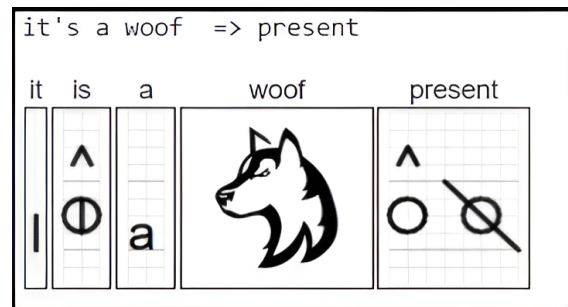 it's a woof => present
it is a woof present
a